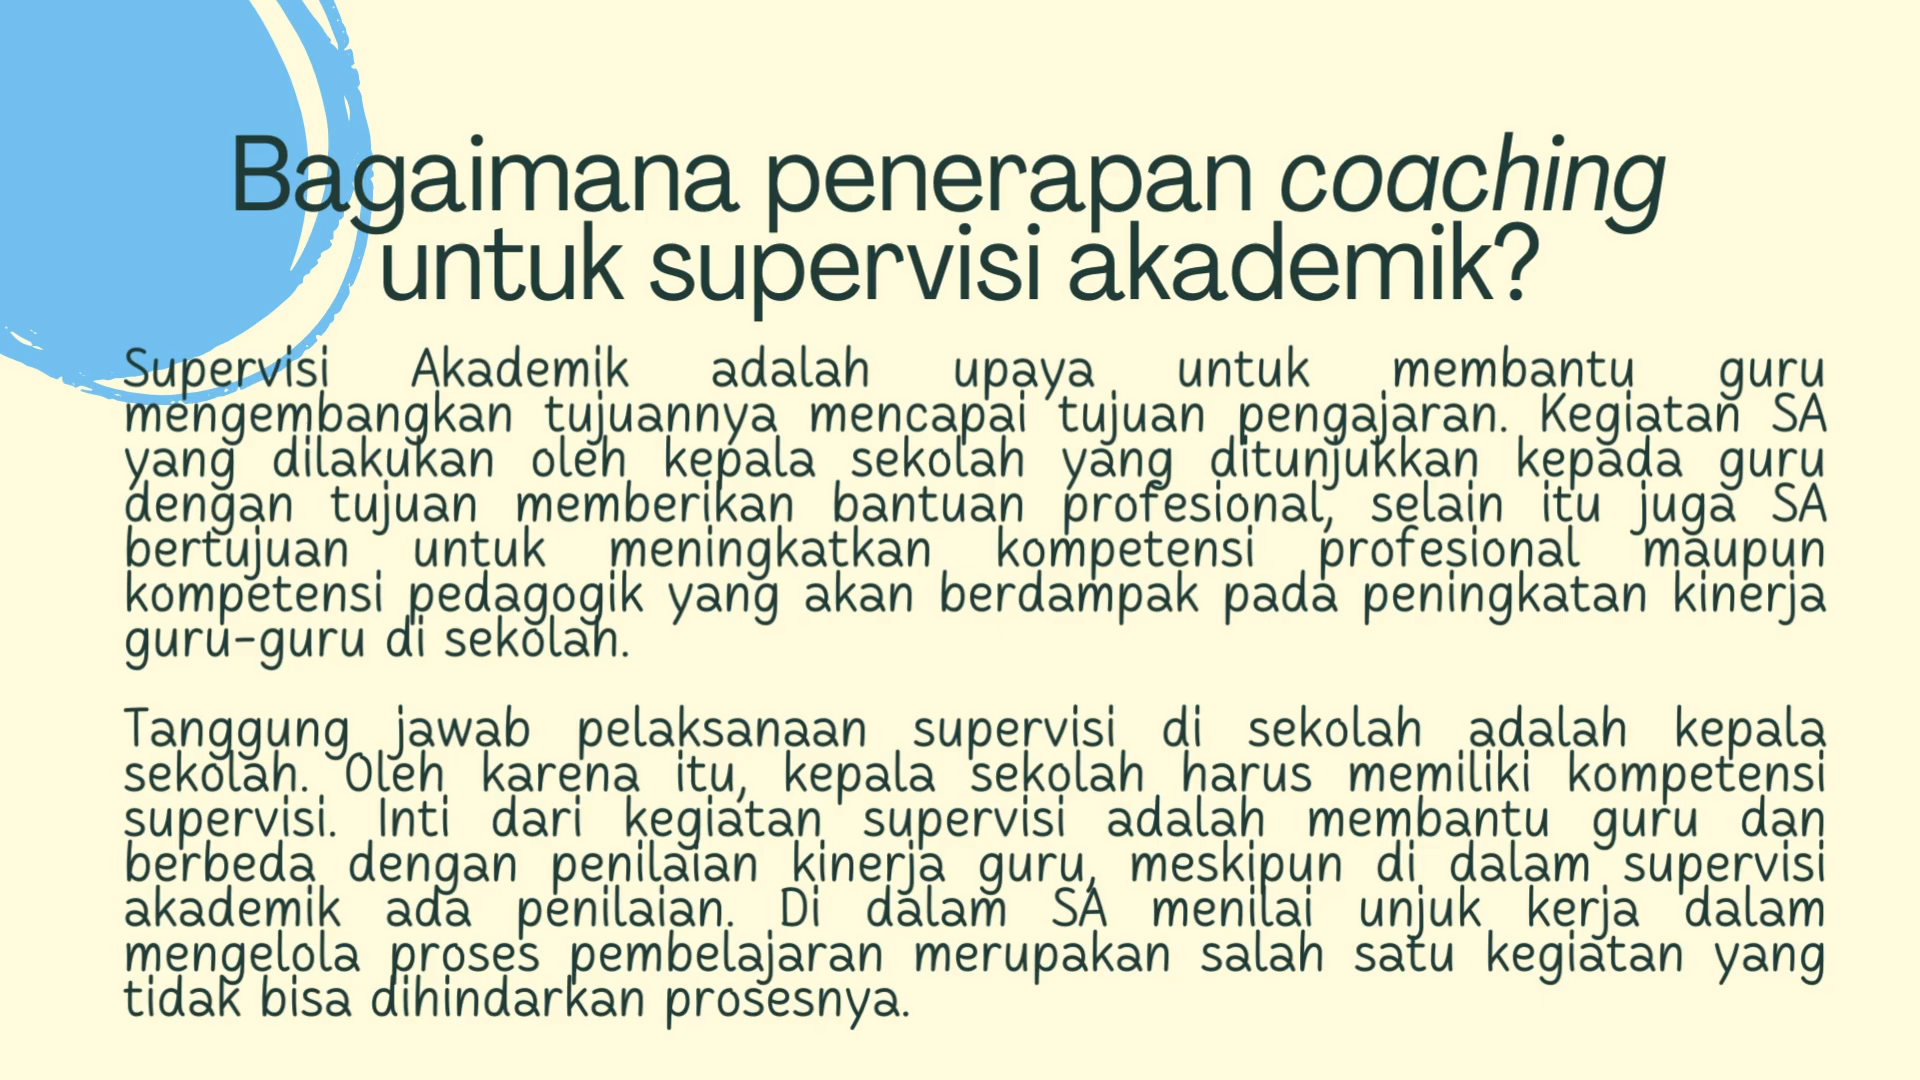 Bagaimana penerapan coaching
untuk supervisi akademik?
Supervisi Akademik adalah upaya untuk membantu guru
mengembangkan tujuannya mencapai tujuan pengajaran. Kegiatan SA
yang dilakukan oleh kepala sekolah yang ditunjukkan kepada guru
dengan tujuan memberikan bantuan profesional, selain itu juga SA
bertujuan untuk meningkatkan kompetensi profesional maupun
kompetensi pedagogik yang akan berdampak pada peningkatan kinerja
guru-guru di sekolah.
Tanggung jawab pelaksanaan supervisi di sekolah adalah kepala
sekolah. Oleh karena itu, kepala sekolah harus memiliki kompetensi
supervisi. Inti dari kegiatan supervisi adalah membantu guru dan
berbeda dengan penilaian kinerja guru, meskipun di dalam supervisi
akademik ada penilaian. Di dalam SA menilai unjuk kerja dalam
mengelola proses pembelajaran merupakan salah satu kegiatan yang
tidak bisa dihindarkan prosesnya.